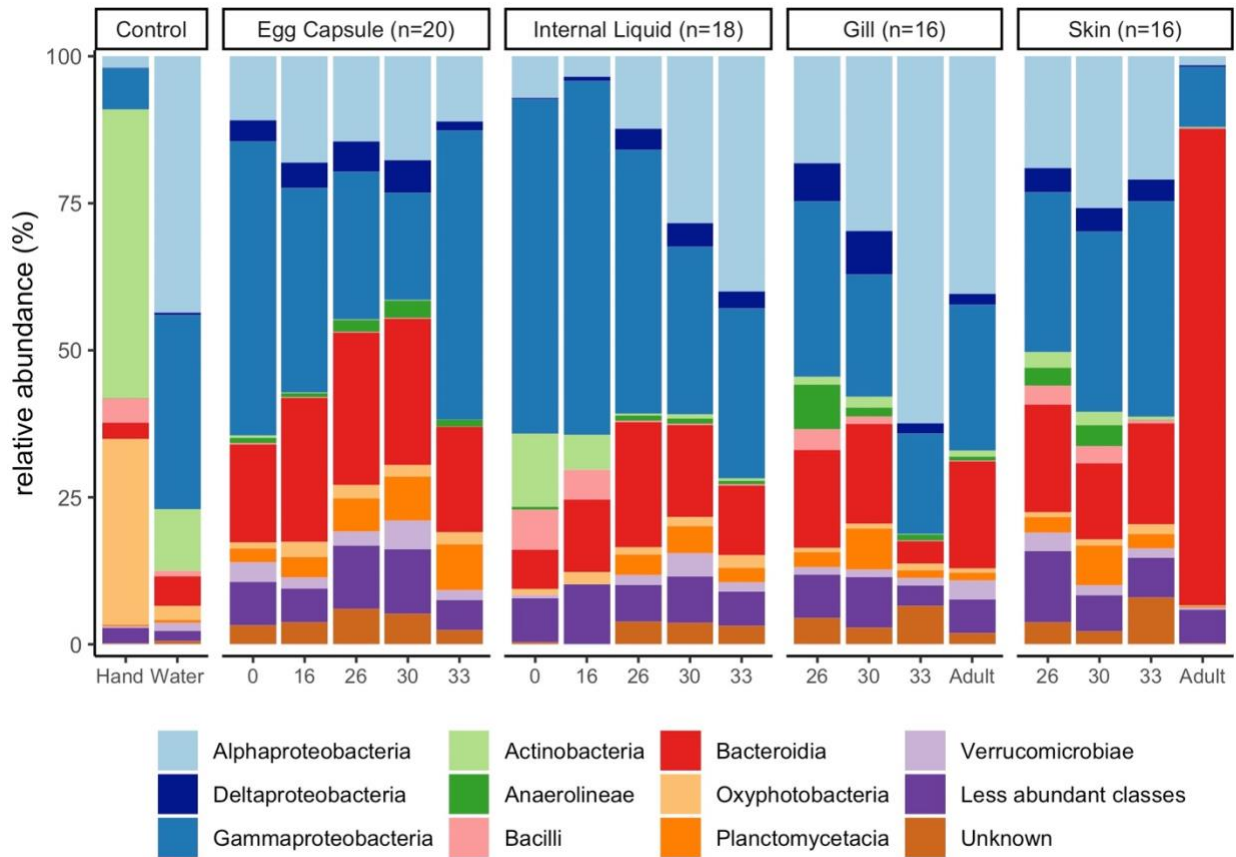 Control Egg Capsule (n=20) Internal Liquid (n=18) Gill (n=16) Skin (n=16)
100
75
50
25
0
relative abundance (%)
Hand Water 0 16 26 30 33 0 16 26 30 33 26 30 33 Adult 26 30 33 Adult
Alphaproteobacteria Actinobacteria Bacteroidia Verrucomicrobiae
Deltaproteobacteria Anaerolineae Oxyphotobacteria Less abundant classes
Gammaproteobacteria Bacilli Planctomycetacia Unknown